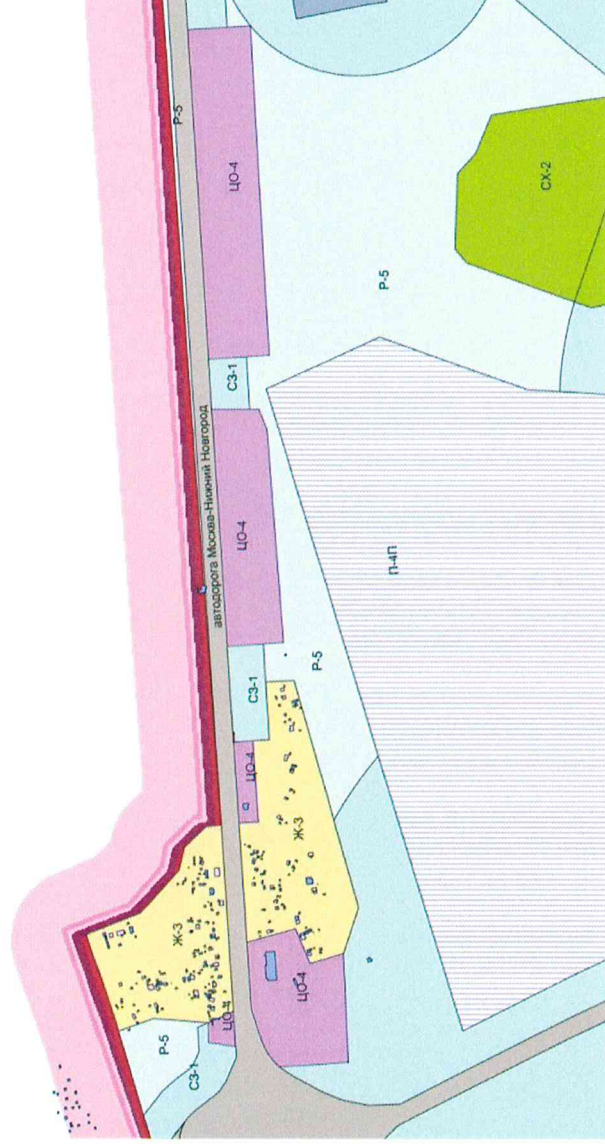 Р-5
ЦО-4
СХ-2
Р-5
СЗ-1
автодорога Москва-Нижний Новгород
ЦО-4
П-4П
Р-5
СЗ-1
ЦО-4
Ж-3
Ж-3
ЦО-4
ЦО-4
Р-5
СЗ-1